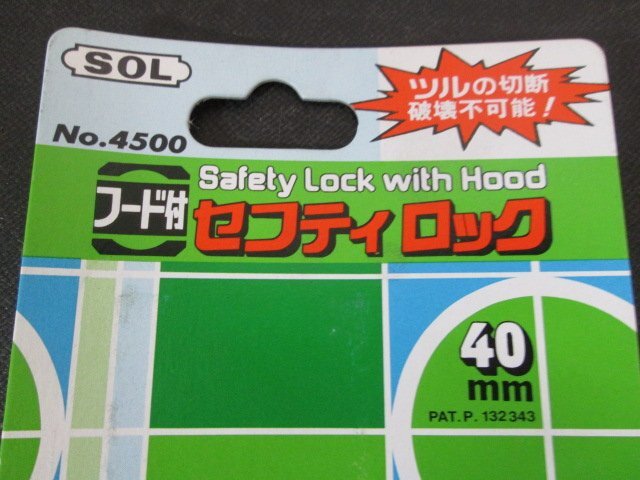 SOL
ツルの切断
破壊不可能!
No.4500
Safety Lock with Hood
フード付
セフティ ロック
40
mm
PAT.P. 132343